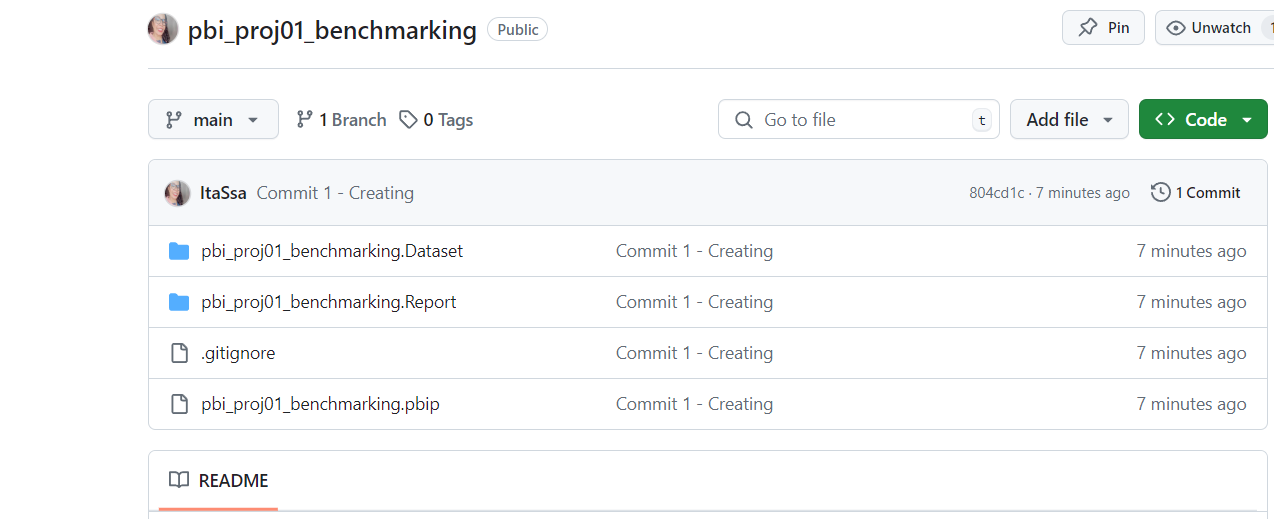 pbi_proj01_benchmarking Public Pin Unwatch 1
main 1 Branch 0 Tags Go to file t Add file Code
ItaSsa Commit 1 - Creating 804cd1c · 7 minutes ago 1 Commit
pbi_proj01_benchmarking.Dataset Commit 1 - Creating 7 minutes ago
pbi_proj01_benchmarking.Report Commit 1 - Creating 7 minutes ago
.gitignore Commit 1 - Creating 7 minutes ago
pbi_proj01_benchmarking.pbip Commit 1 - Creating 7 minutes ago
README